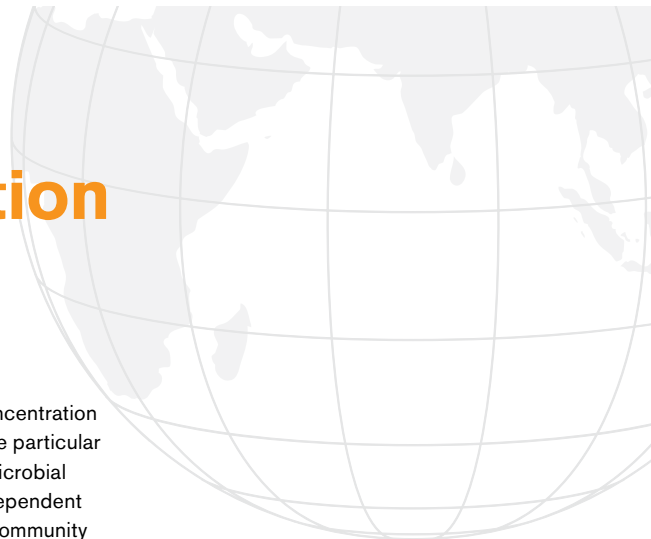 tion
ncentration
e particular
icrobial
ependent
ommunity